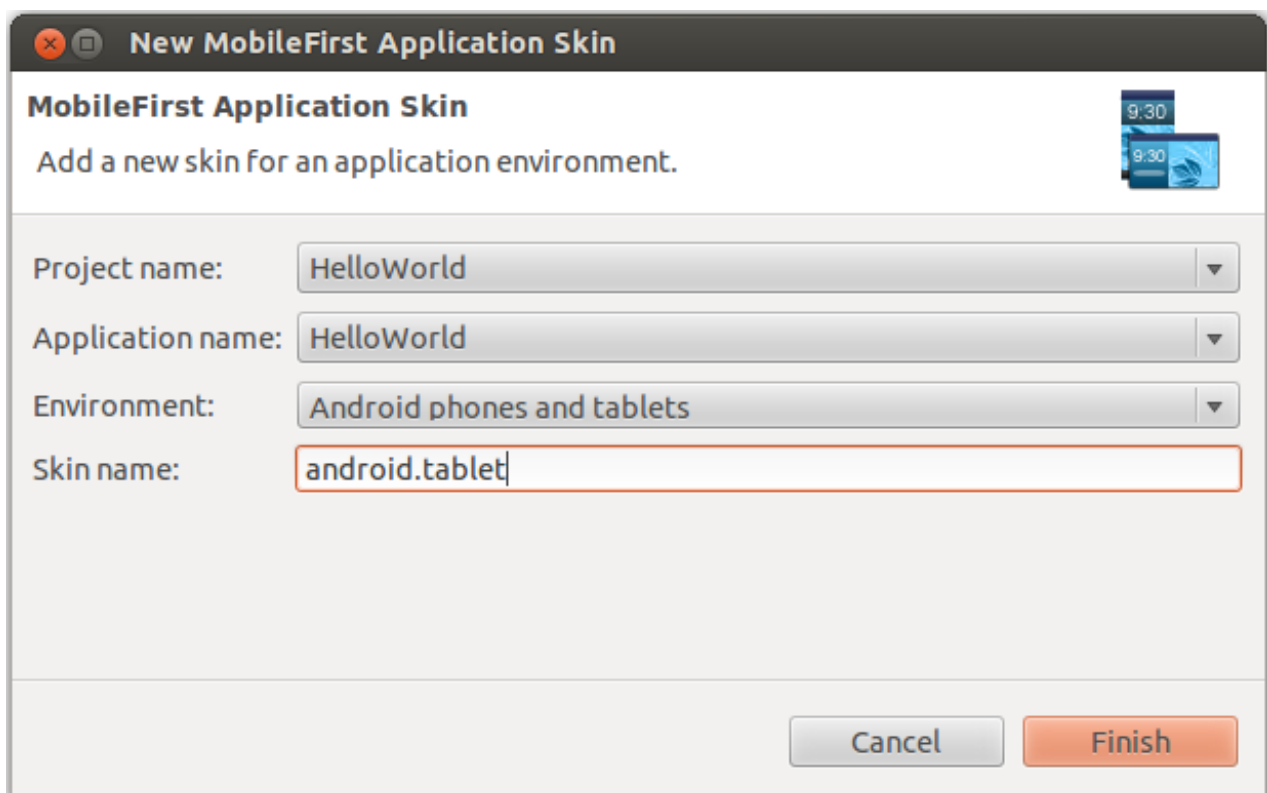 New MobileFirst Application Skin
MobileFirst Application Skin
Add a new skin for an application environment.
9:30
9:30
Project name: HelloWorld
Application name: HelloWorld
Environment: Android phones and tablets
Skin name: android.tablet
Cancel Finish